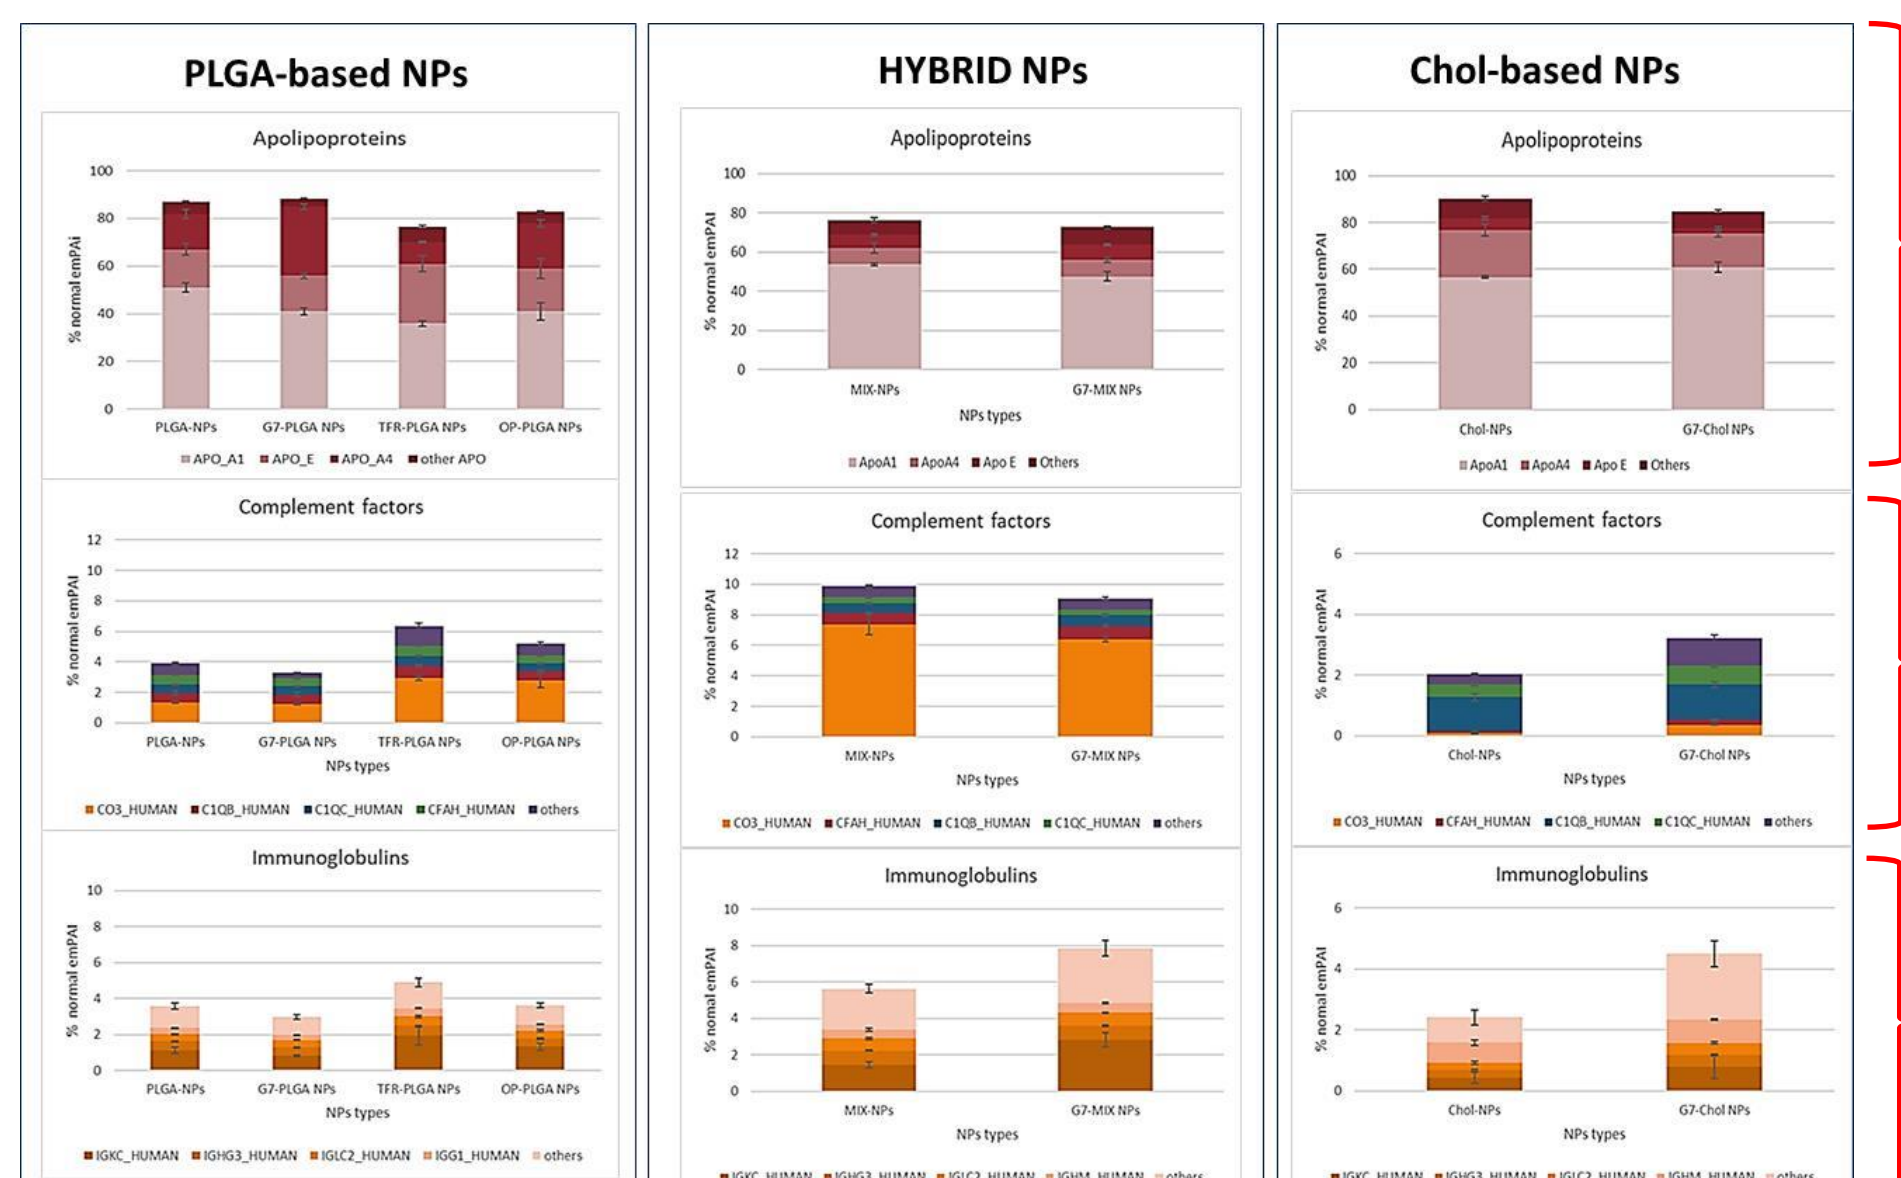 PLGA-based NPs
Apolipoproteins
100
80
60
40
20
0
% normal emPAi
PLGA-NPs G7-PLGA NPs TFR-PLGA NPs OP-PLGA NPs
APO_A1 APO_E APO_A4 other APO
Complement factors
12
10
8
6
4
2
0
% normal emPAI
PLGA-NPs G7-PLGA NPs TFR-PLGA NPs OP-PLGA NPs
NPs types
CO3_HUMAN C1QB_HUMAN C1QC_HUMAN CFAH_HUMAN others
Immunoglobulins
10
8
6
4
2
0
% normal emPAI
PLGA-NPs G7-PLGA NPs TFR-PLGA NPs OP-PLGA NPs
NPs types
IGKC_HUMAN IGHG3_HUMAN IGLC2_HUMAN IGG1_HUMAN others
HYBRID NPs
Apolipoproteins
100
80
60
40
20
0
% normal emPAI
MIX-NPs G7-MIX NPs
NPs types
ApoA1 ApoA4 Apo E Others
Complement factors
12
10
8
6
4
2
0
% normal emPAI
MIX-NPs G7-MIX NPs
NPs types
CO3_HUMAN CFAH_HUMAN C1QB_HUMAN C1QC_HUMAN others
Immunoglobulins
10
8
6
4
2
0
% nomal emPAI
MIX-NPs G7-MIX NPs
NPs types
IGKC_HUMAN IGHG3_HUMAN IGLC2_HUMAN IGHM_HUMAN others
Chol-based NPs
Apolipoproteins
100
80
60
40
20
0
% normal emPAI
Chol-NPs G7-Chol NPs
ApoA1 ApoA4 Apo E Others
Complement factors
6
4
2
0
% normal emPAI
Chol-NPs G7-Chol NPs
NPs types
CO3_HUMAN CFAH_HUMAN C1QB_HUMAN C1QC_HUMAN others
Immunoglobulins
6
4
2
0
% nomal emPAI
Chol-NPs G7-Chol NPs
NPs types
IGKC_HUMAN IGHG3_HUMAN IGLC2_HUMAN IGHM_HUMAN others